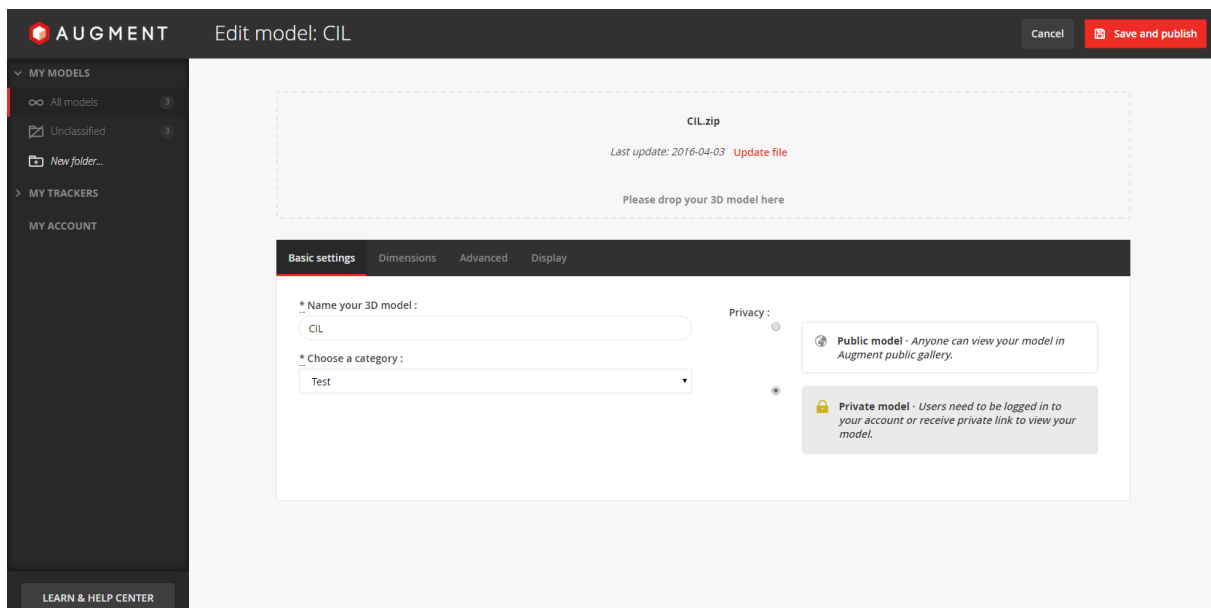 AUGMENT
Edit model: CIL
Cancel
Save and publish
MY MODELS
All models 3
Unclassified 3
New folder...
MY TRACKERS
MY ACCOUNT
LEARN & HELP CENTER
CIL.zip
Last update: 2016-04-03 Update file
Please drop your 3D model here
Basic settings Dimensions Advanced Display
* Name your 3D model :
CIL
* Choose a category :
Test
Privacy :
Public model · Anyone can view your model in
Augment public gallery.
Private model · Users need to be logged in to
your account or receive private link to view your
model.